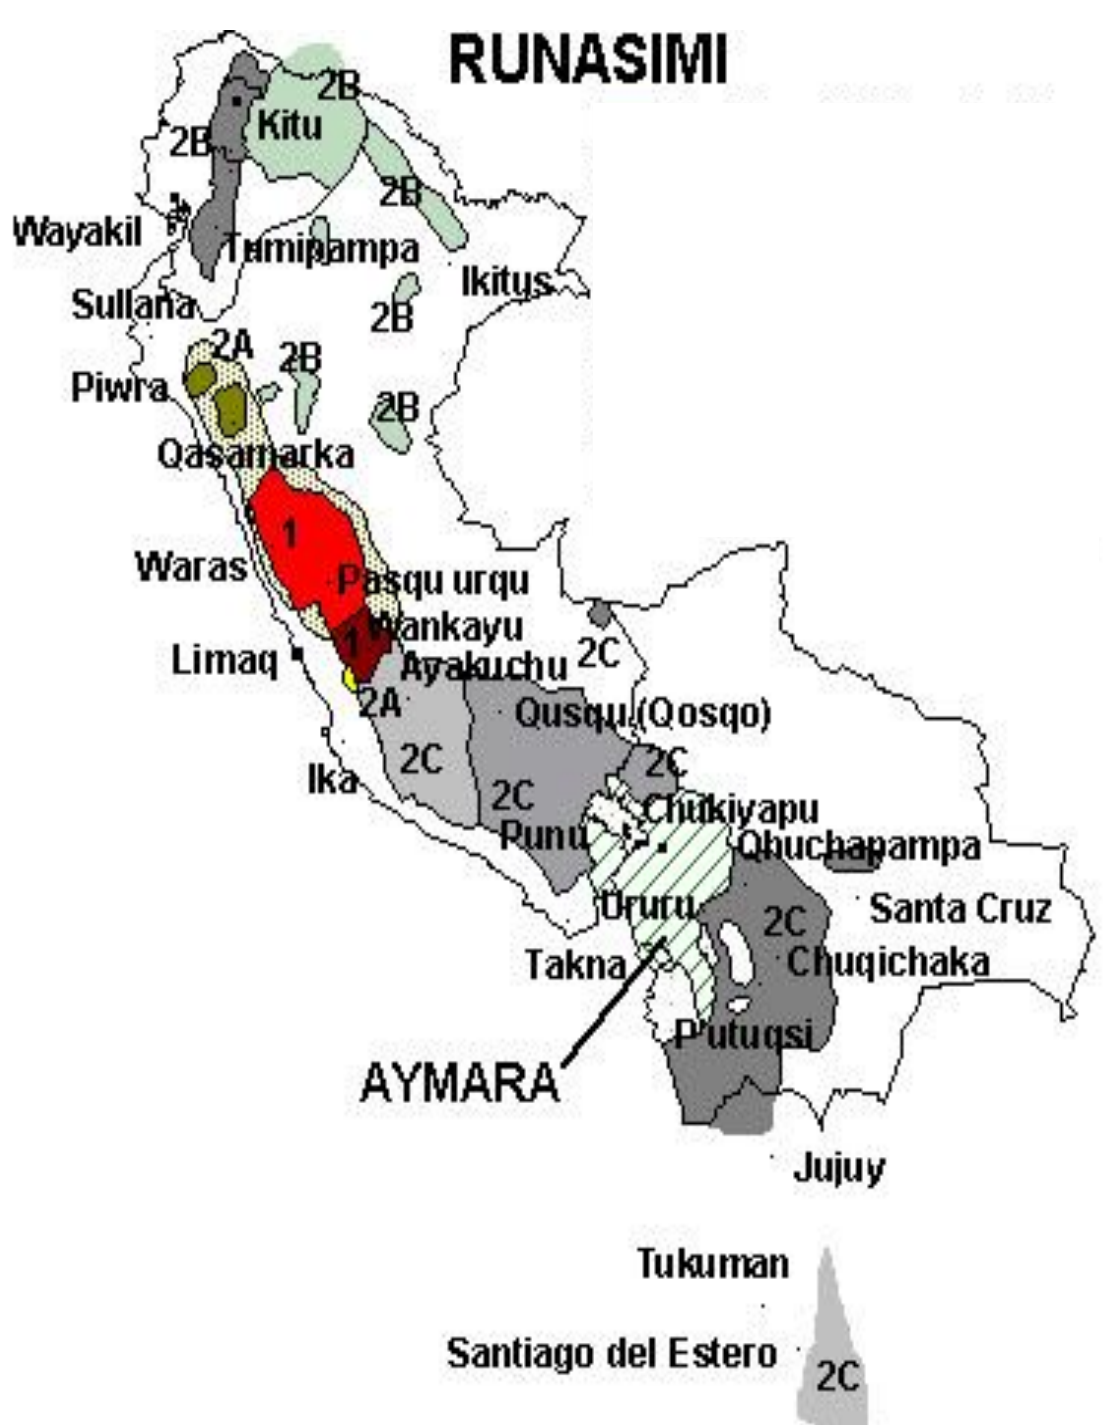 RUNASIMI
2B
Kitu
2B
2B
Wayakil
Tumipampa
Ikitus
Sullana
2B
2A
2B
Piwra
2B
Qasamarka
1
Waras
Pasqu urqu
Wankayu
1
2C
Limaq
Ayakuchu
2A
Qusqu (Qosqo)
2C
2C
Ika
2C
Chukiyapu
Punu
Qhuchapampa
Ururu
2C
Santa Cruz
Takna
Chuqichaka
P'utuqsi
AYMARA
Jujuy
Tukuman
Santiago del Estero
2C